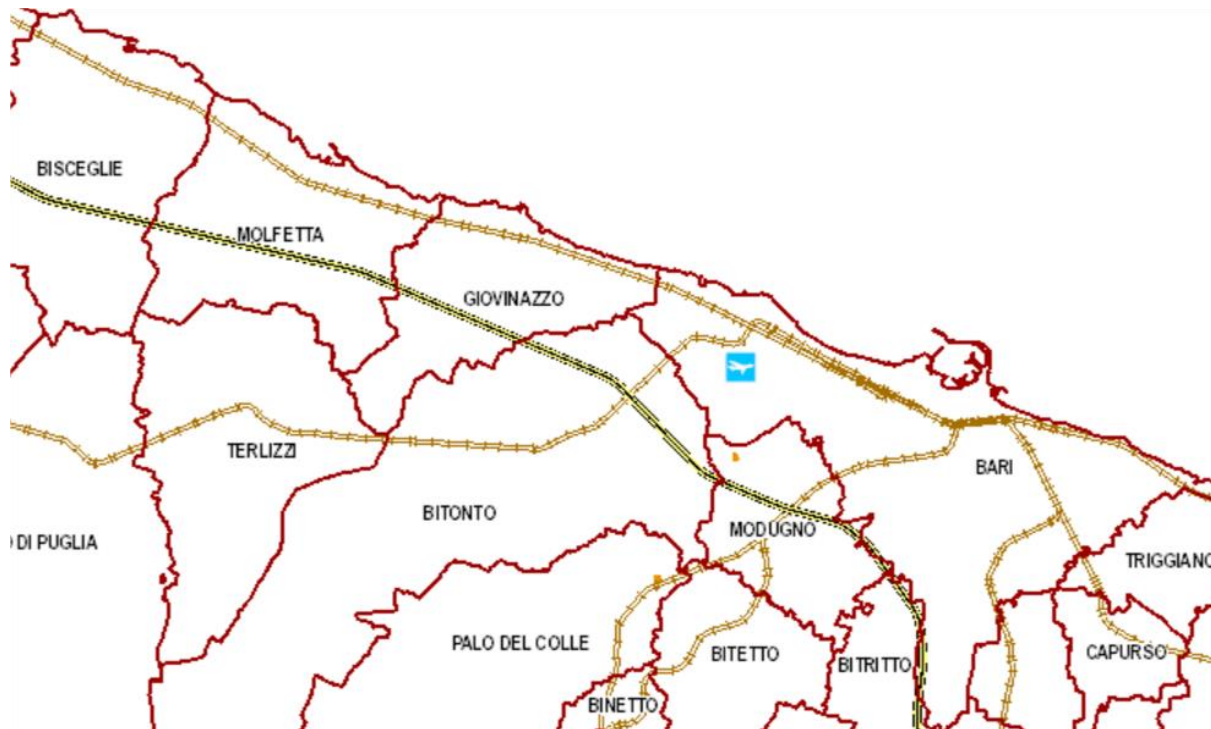 BISCEGLIE
MOLFETTA
GIOVINAZZO
TERLIZZI
BARI
BITONTO
MODUGNO
DI PUGLIA
TRIGGIANO
PALO DEL COLLE
BITETTO
BITRITTO
CAPURSO
BINETTO